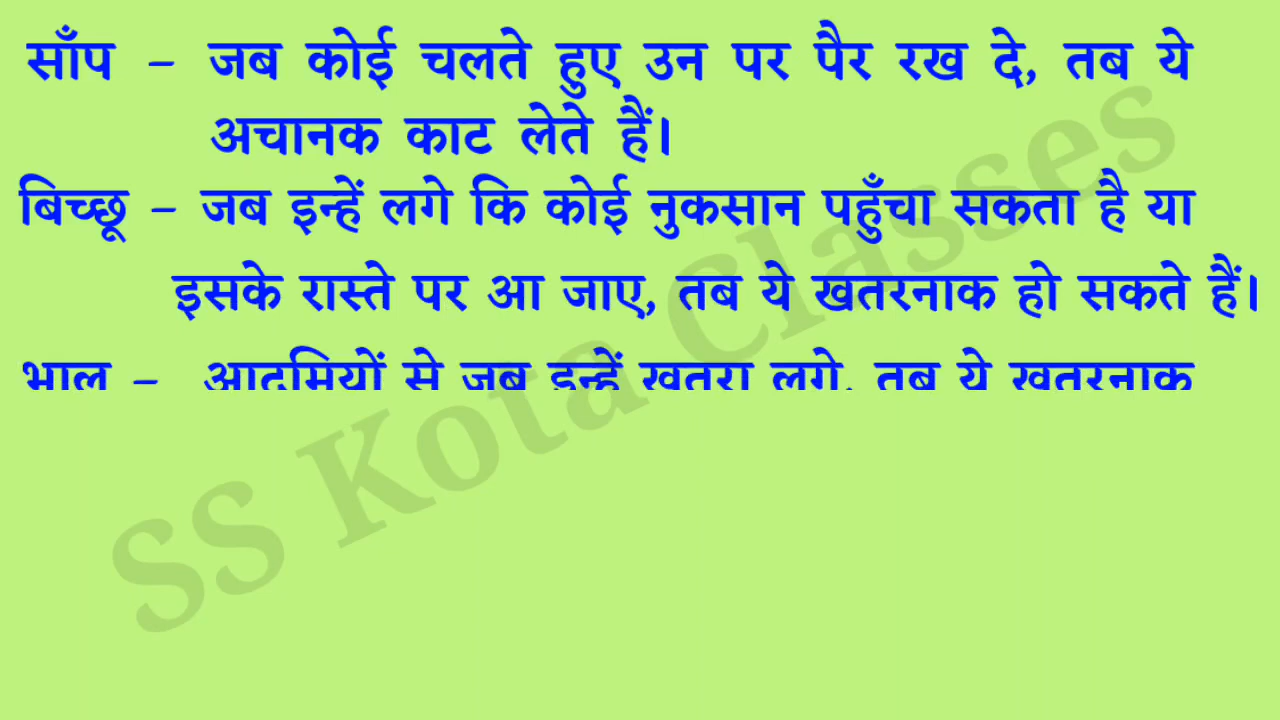 साँप – जब कोई चलते हुए उन पर पैर रख दे, तब ये
अचानक काट लेते हैं।
बिच्छू – जब इन्हें लगे कि कोई नुकसान पहुँचा सकता है या
इसके रास्ते पर आ जाए, तब ये खतरनाक हो सकते हैं।
भालू – आदमियों से जब इन्हें खतरा लगे, तब ये खतरनाक
SS Kota Classes